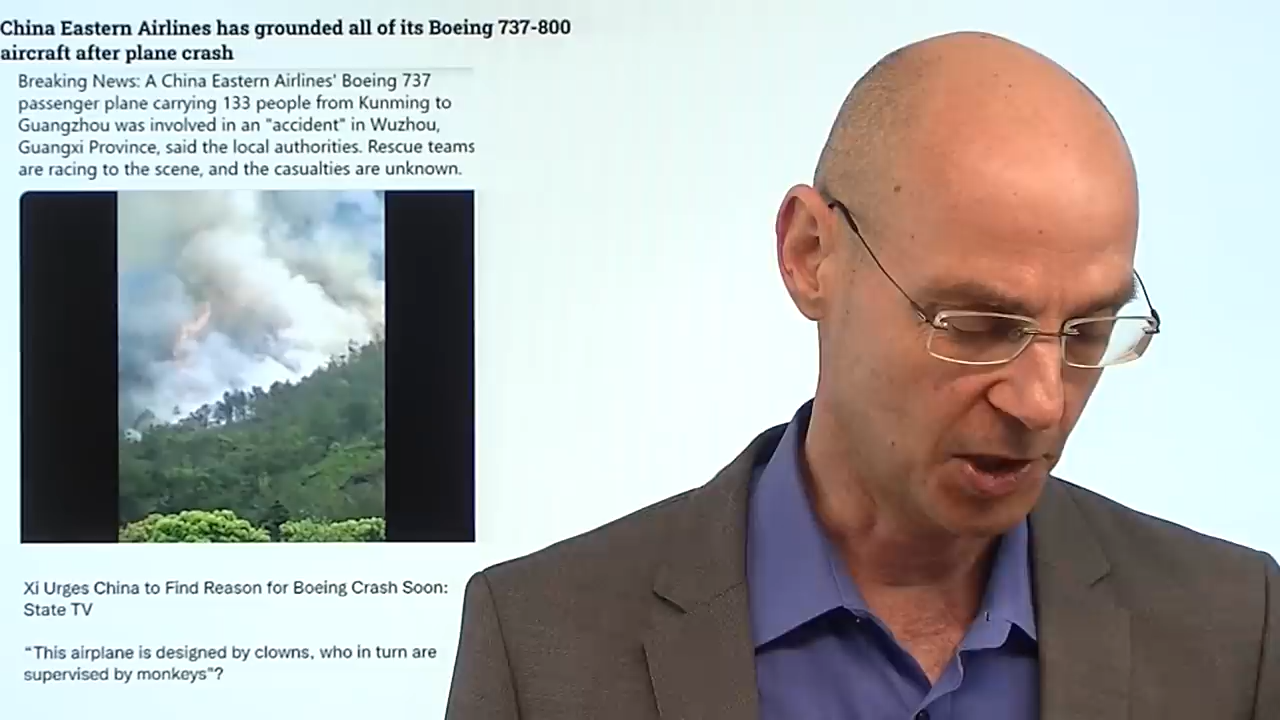 China Eastern Airlines has grounded all of its Boeing 737-800
aircraft after plane crash
Breaking News: A China Eastern Airlines' Boeing 737
passenger plane carrying 133 people from Kunming to
Guangzhou was involved in an "accident" in Wuzhou,
Guangxi Province, said the local authorities. Rescue teams
are racing to the scene, and the casualties are unknown.
Xi Urges China to Find Reason for Boeing Crash Soon:
State TV
"This airplane is designed by clowns, who in turn are
supervised by monkeys"?